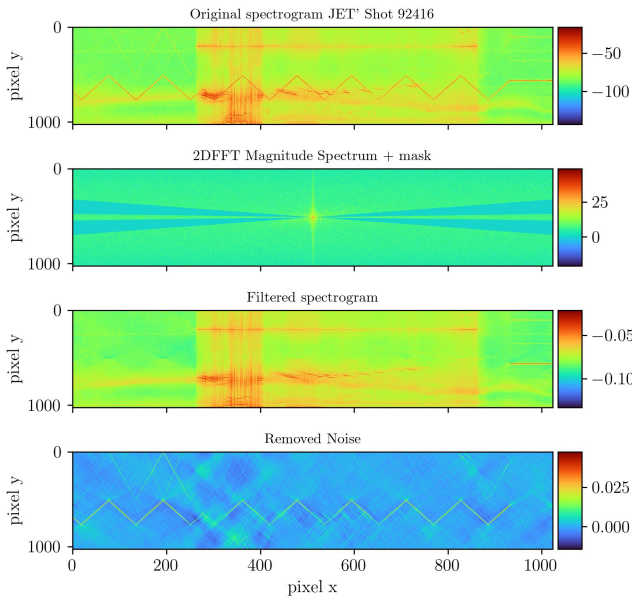 Original spectrogram JET' Shot 92416
0
1000
pixel y
−50
−100
2DFFT Magnitude Spectrum + mask
0
1000
pixel y
25
0
Filtered spectrogram
0
1000
pixel y
−0.05
−0.10
Removed Noise
0
1000
pixel y
0.025
0.000
0 200 400 600 800 1000
pixel x